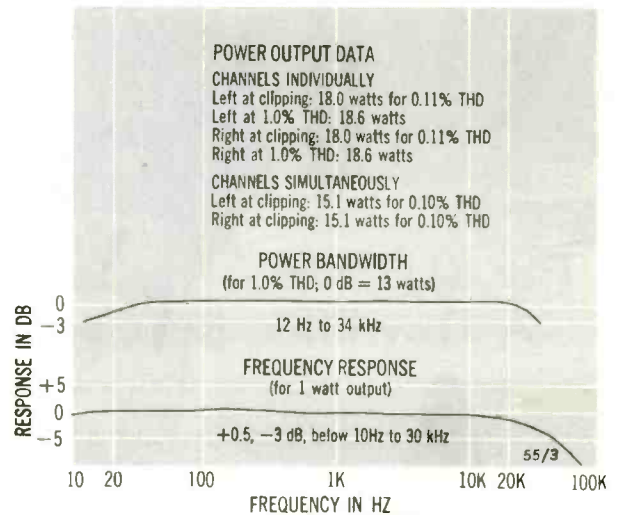 POWER OUTPUT DATA
CHANNELS INDIVIDUALLY
Left at clipping: 18.0 watts for 0.11% THD
Left at 1.0% THD: 18.6 watts
Right at clipping: 18.0 watts for 0.11% THD
Right at 1.0% THD: 18.6 watts
CHANNELS SIMULTANEOUSLY
Left at clipping: 15.1 watts for 0.10% THD
Right at clipping: 15.1 watts for 0.10% THD
POWER BANDWIDTH
(for 1.0% THD; 0 dB = 13 watts)
0
-3
12 Hz to 34 kHz
RESPONSE IN DB
FREQUENCY RESPONSE
(for 1 watt output)
+5
0
-5
+0.5, -3 dB, below 10Hz to 30 kHz
55/3
10 20 100 1K 10K 20K 100K
FREQUENCY IN HZ